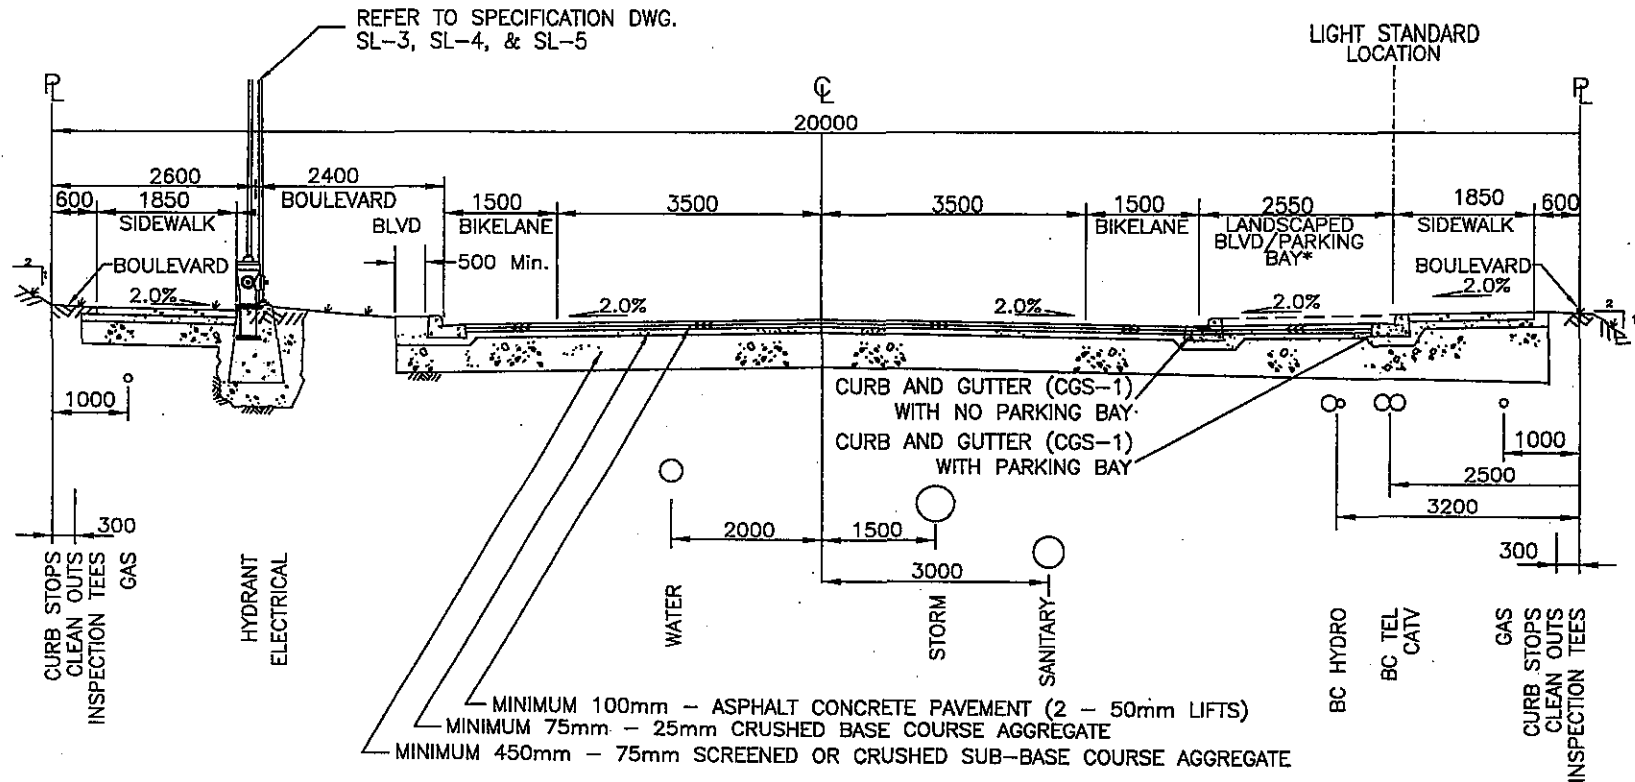 REFER TO SPECIFICATION DWG.
SL-3, SL-4, & SL-5
LIGHT STANDARD
LOCATION
PL
CL
PL
20000
2600
2400
BOULEVARD
600
1850
SIDEWALK
BLVD
1500
BIKELANE
3500
3500
1500
BIKELANE
2550
LANDSCAPED
BLVD/PARKING
BAY*
1850
SIDEWALK
600
2
BOULEVARD
500 Min.
BOULEVARD
2.0%
2.0%
2.0%
2.0%
2.0%
2
1
CURB AND GUTTER (CGS-1)
WITH NO PARKING BAY
CURB AND GUTTER (CGS-1)
WITH PARKING BAY
1000
1000
2500
3200
300
2000
1500
3000
300
CURB STOPS
CLEAN OUTS
INSPECTION TEES
GAS
HYDRANT
ELECTRICAL
WATER
STORM
SANITARY
BC HYDRO
BC TEL
CATV
GAS
CURB STOPS
CLEAN OUTS
INSPECTION TEES
MINIMUM 100mm - ASPHALT CONCRETE PAVEMENT (2 - 50mm LIFTS)
MINIMUM 75mm - 25mm CRUSHED BASE COURSE AGGREGATE
MINIMUM 450mm - 75mm SCREENED OR CRUSHED SUB-BASE COURSE AGGREGATE